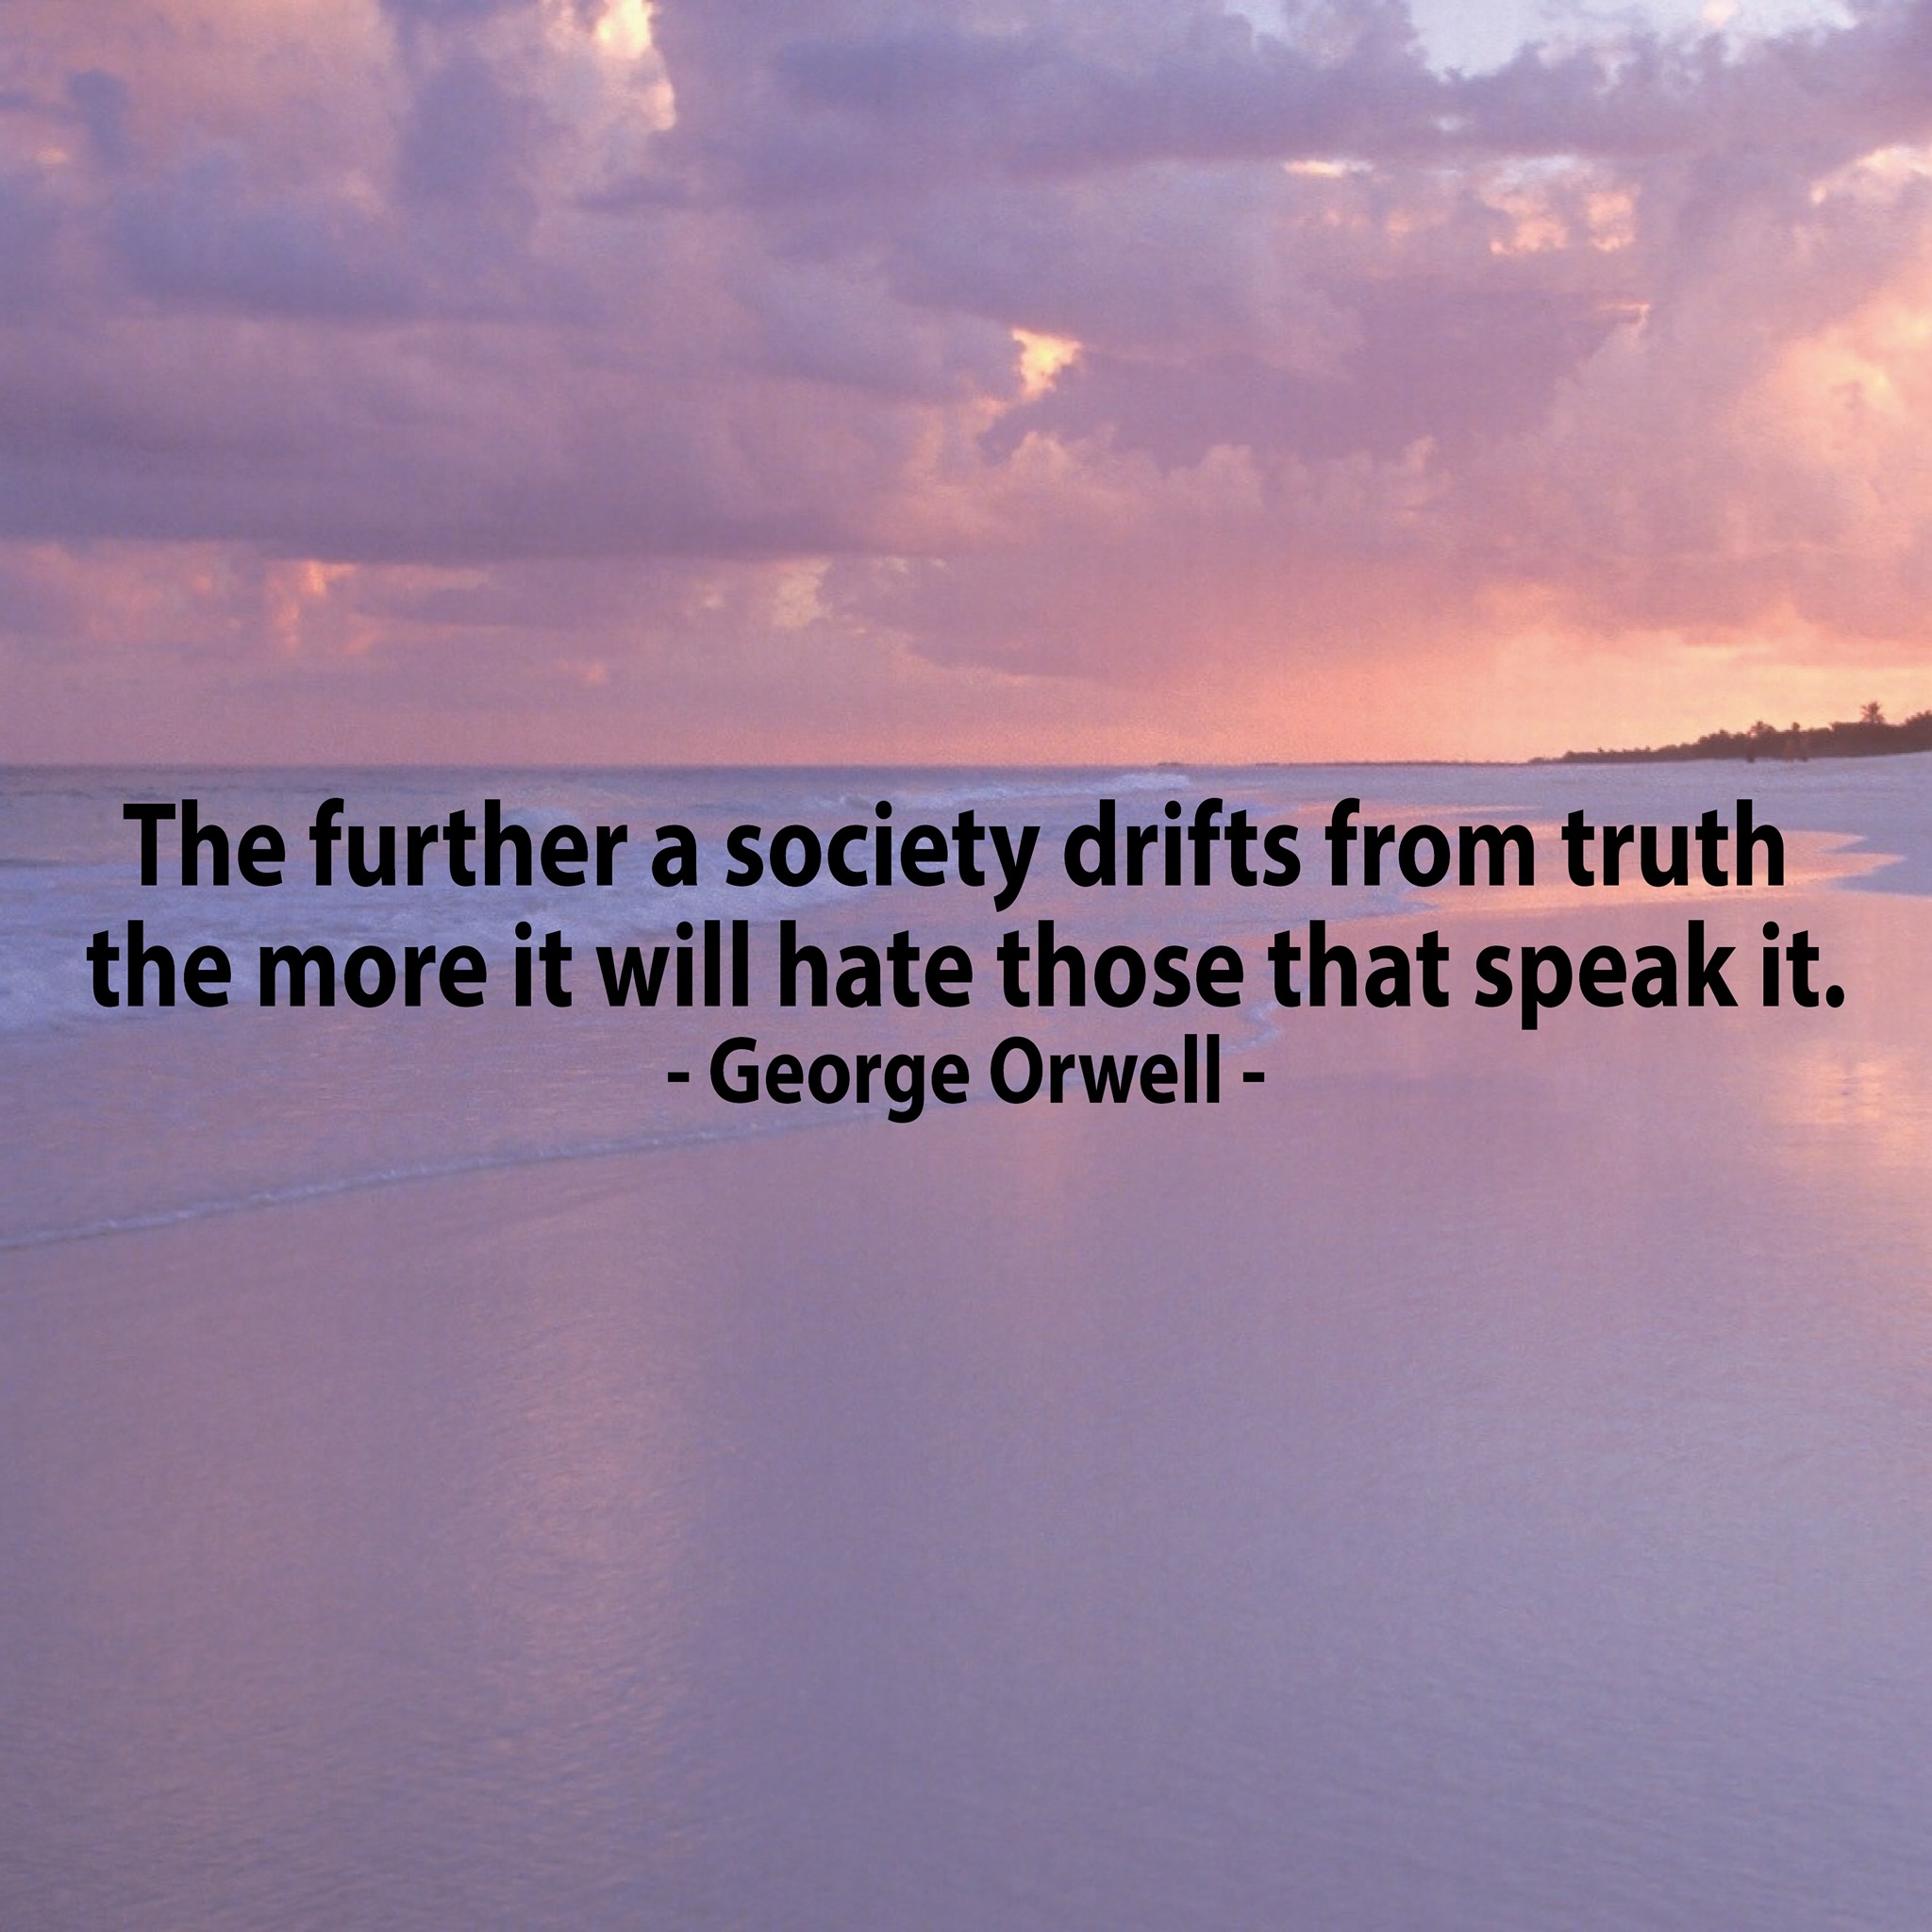 The further a society drifts from truth
the more it will hate those that speak it.
- George Orwell -